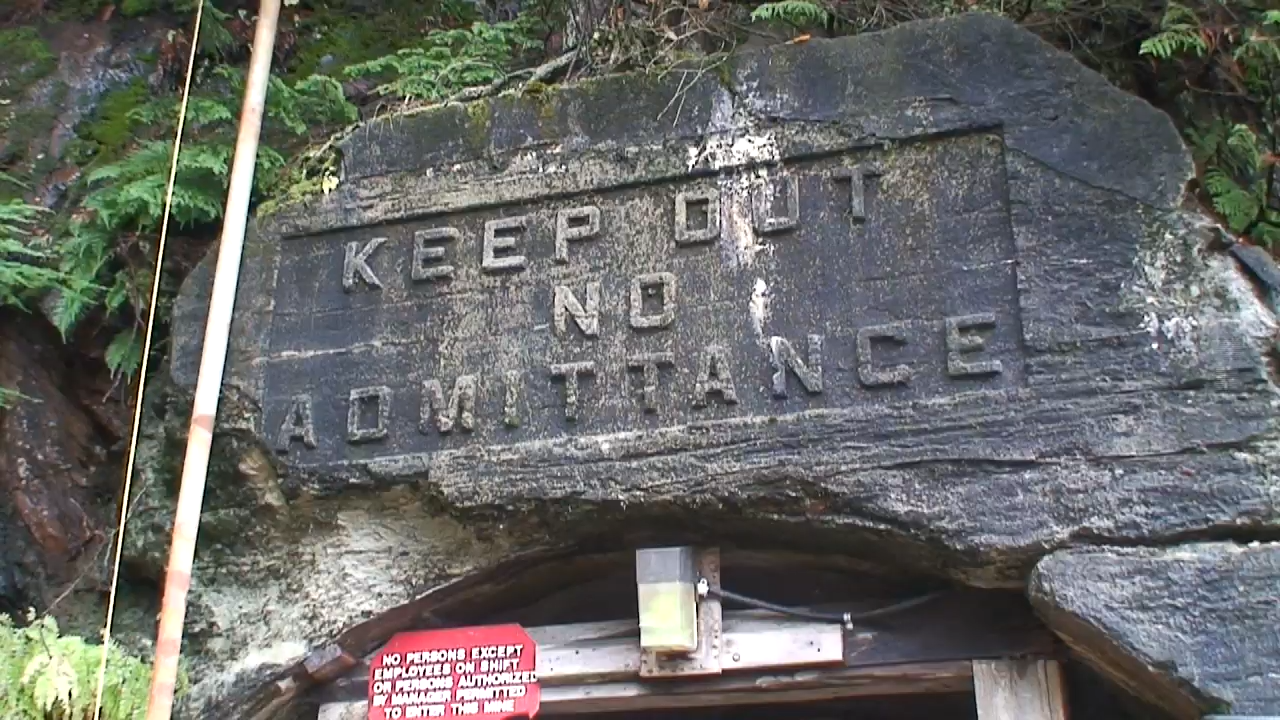 KEEP OUT
NO
ADMITTANCE
NO PERSONS EXCEPT
EMPLOYEES ON SHIFT
OR PERSONS AUTHORIZED
BY MANAGER PERMITTED
TO ENTER THIS MINE